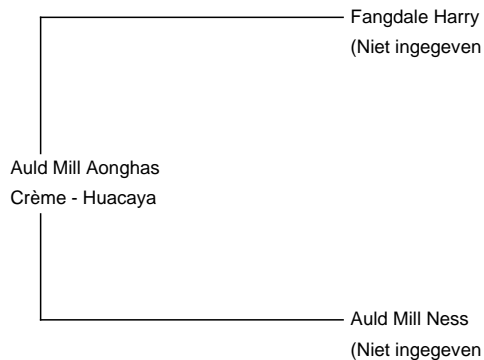 Fangdale Harry
(Niet ingegeven
Auld Mill Aonghas
Crème - Huacaya
Auld Mill Ness
(Niet ingegeven